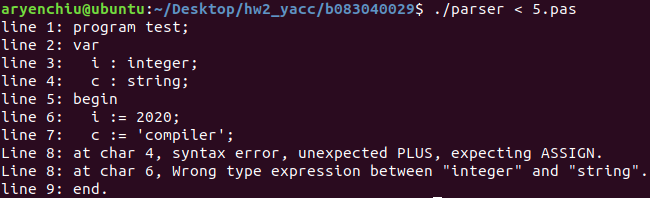 aryenchiu@ubuntu:~/Desktop/hw2_yacc/b083040029$ ./parser < 5.pas
line 1: program test;
line 2: var
line 3:   i : integer;
line 4:   c : string;
line 5: begin
line 6:   i := 2020;
line 7:   c := 'compiler';
Line 8: at char 4, syntax error, unexpected PLUS, expecting ASSIGN.
Line 8: at char 6, Wrong type expression between "integer" and "string".
line 9: end.